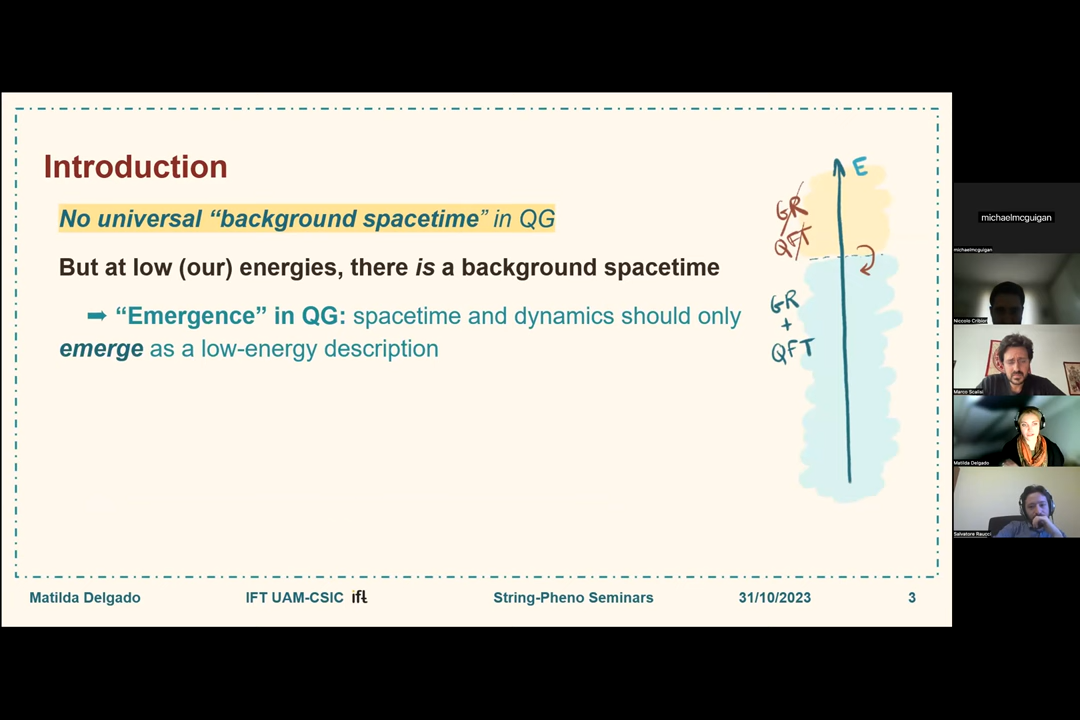 Introduction
No universal “background spacetime” in QG
But at low (our) energies, there is a background spacetime
➡ “Emergence” in QG: spacetime and dynamics should only
emerge as a low-energy description
E
GR
QFT
GR
+
QFT
Matilda Delgado IFT UAM-CSIC ift String-Pheno Seminars 31/10/2023 3
michaelmcguigan
michaelmcguigan
Niccolò Cribiori
Marco Scalisi
Matilda Delgado
Salvatore Raucci